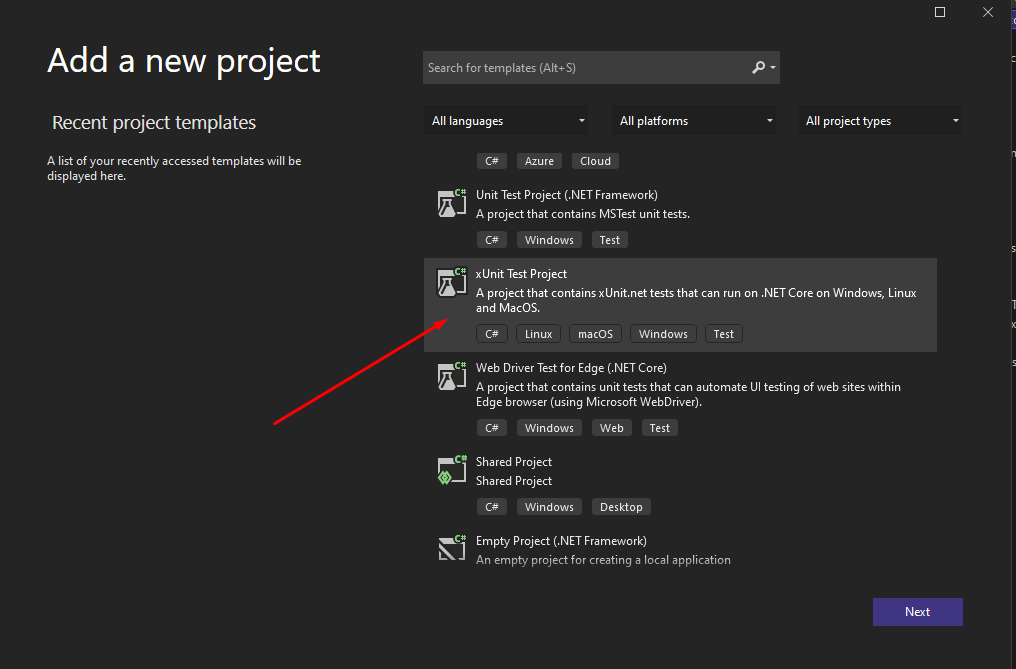 Add a new project
Recent project templates
A list of your recently accessed templates will be
displayed here.
Search for templates (Alt+S)
All languages
All platforms
All project types
C# Azure Cloud
C#
Unit Test Project (.NET Framework)
A project that contains MSTest unit tests.
C# Windows Test
C#
xUnit Test Project
A project that contains xUnit.net tests that can run on .NET Core on Windows, Linux
and MacOS.
C# Linux macOS Windows Test
C#
Web Driver Test for Edge (.NET Core)
A project that contains unit tests that can automate UI testing of web sites within
Edge browser (using Microsoft WebDriver).
C# Windows Web Test
C#
Shared Project
Shared Project
C# Windows Desktop
C#
Empty Project (.NET Framework)
An empty project for creating a local application
Next